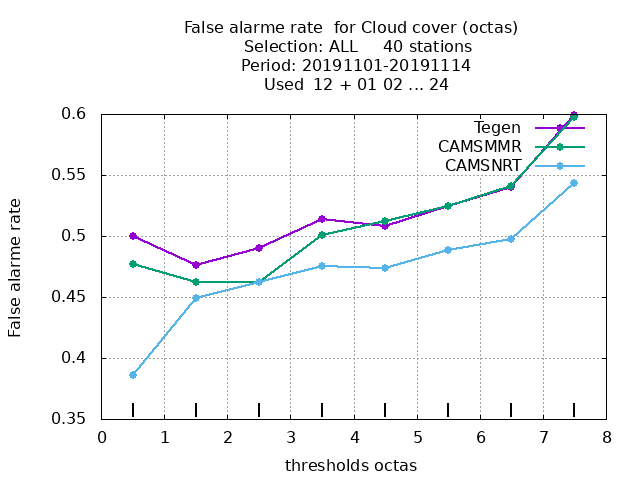 False alarme rate  for Cloud cover (octas)
Selection: ALL     40 stations
Period: 20191101-20191114
Used  12 + 01 02 ... 24
Tegen
CAMSMMR
CAMSNRT
0.6
0.55
0.5
0.45
0.4
0.35
False alarme rate
0 1 2 3 4 5 6 7 8
thresholds octas